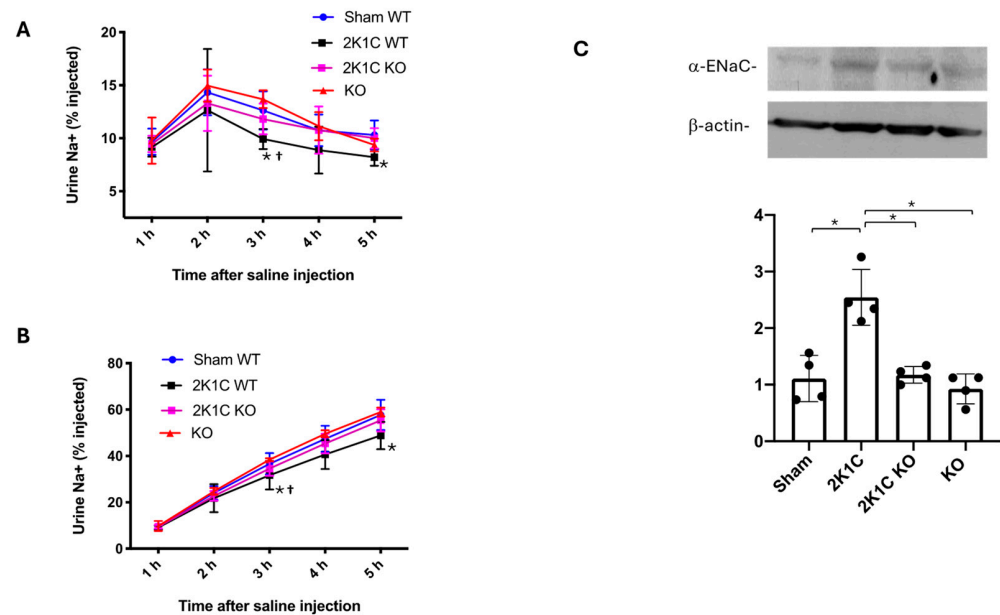 A
Sham WT
2K1C WT
2K1C KO
KO
Urine Na+ (% injected)
20
15
10
5
* †
*
1 h
2 h
3 h
4 h
5 h
Time after saline injection
B
Sham WT
2K1C WT
2K1C KO
KO
Urine Na+ (% injected)
80
60
40
20
0
* †
*
1 h
2 h
3 h
4 h
5 h
Time after saline injection
C
α-ENaC-
β-actin-
4
3
2
1
0
*
*
*
Sham
2K1C
2K1C KO
KO